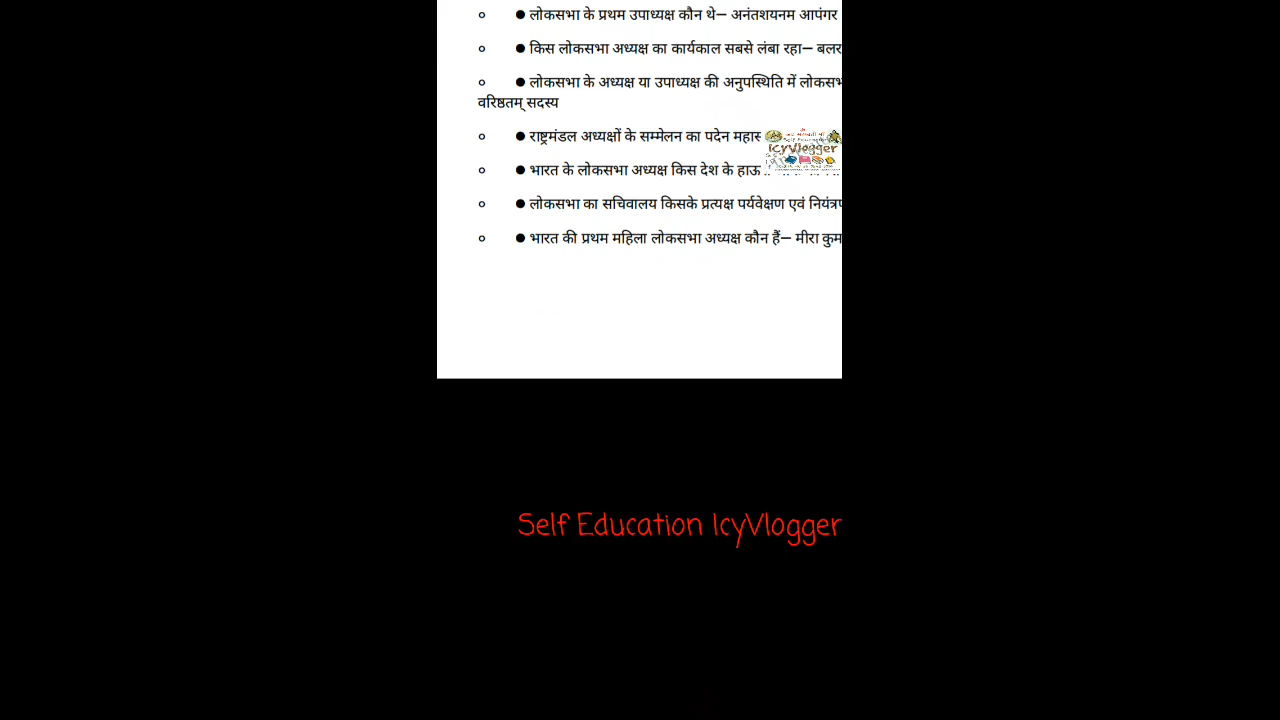 ● लोकसभा के प्रथम उपाध्यक्ष कौन थे— अनंतशयनम आपंगर
● किस लोकसभा अध्यक्ष का कार्यकाल सबसे लंबा रहा— बलर
● लोकसभा के अध्यक्ष या उपाध्यक्ष की अनुपस्थिति में लोकसभ
वरिष्ठतम् सदस्य
● राष्ट्रमंडल अध्यक्षों के सम्मेलन का पदेन महास
Self Education
IcyVlogger
● भारत के लोकसभा अध्यक्ष किस देश के हाऊ
● लोकसभा का सचिवालय किसके प्रत्यक्ष पर्यवेक्षण एवं नियंत्रण
● भारत की प्रथम महिला लोकसभा अध्यक्ष कौन हैं— मीरा कुम
Self Education IcyVlogger